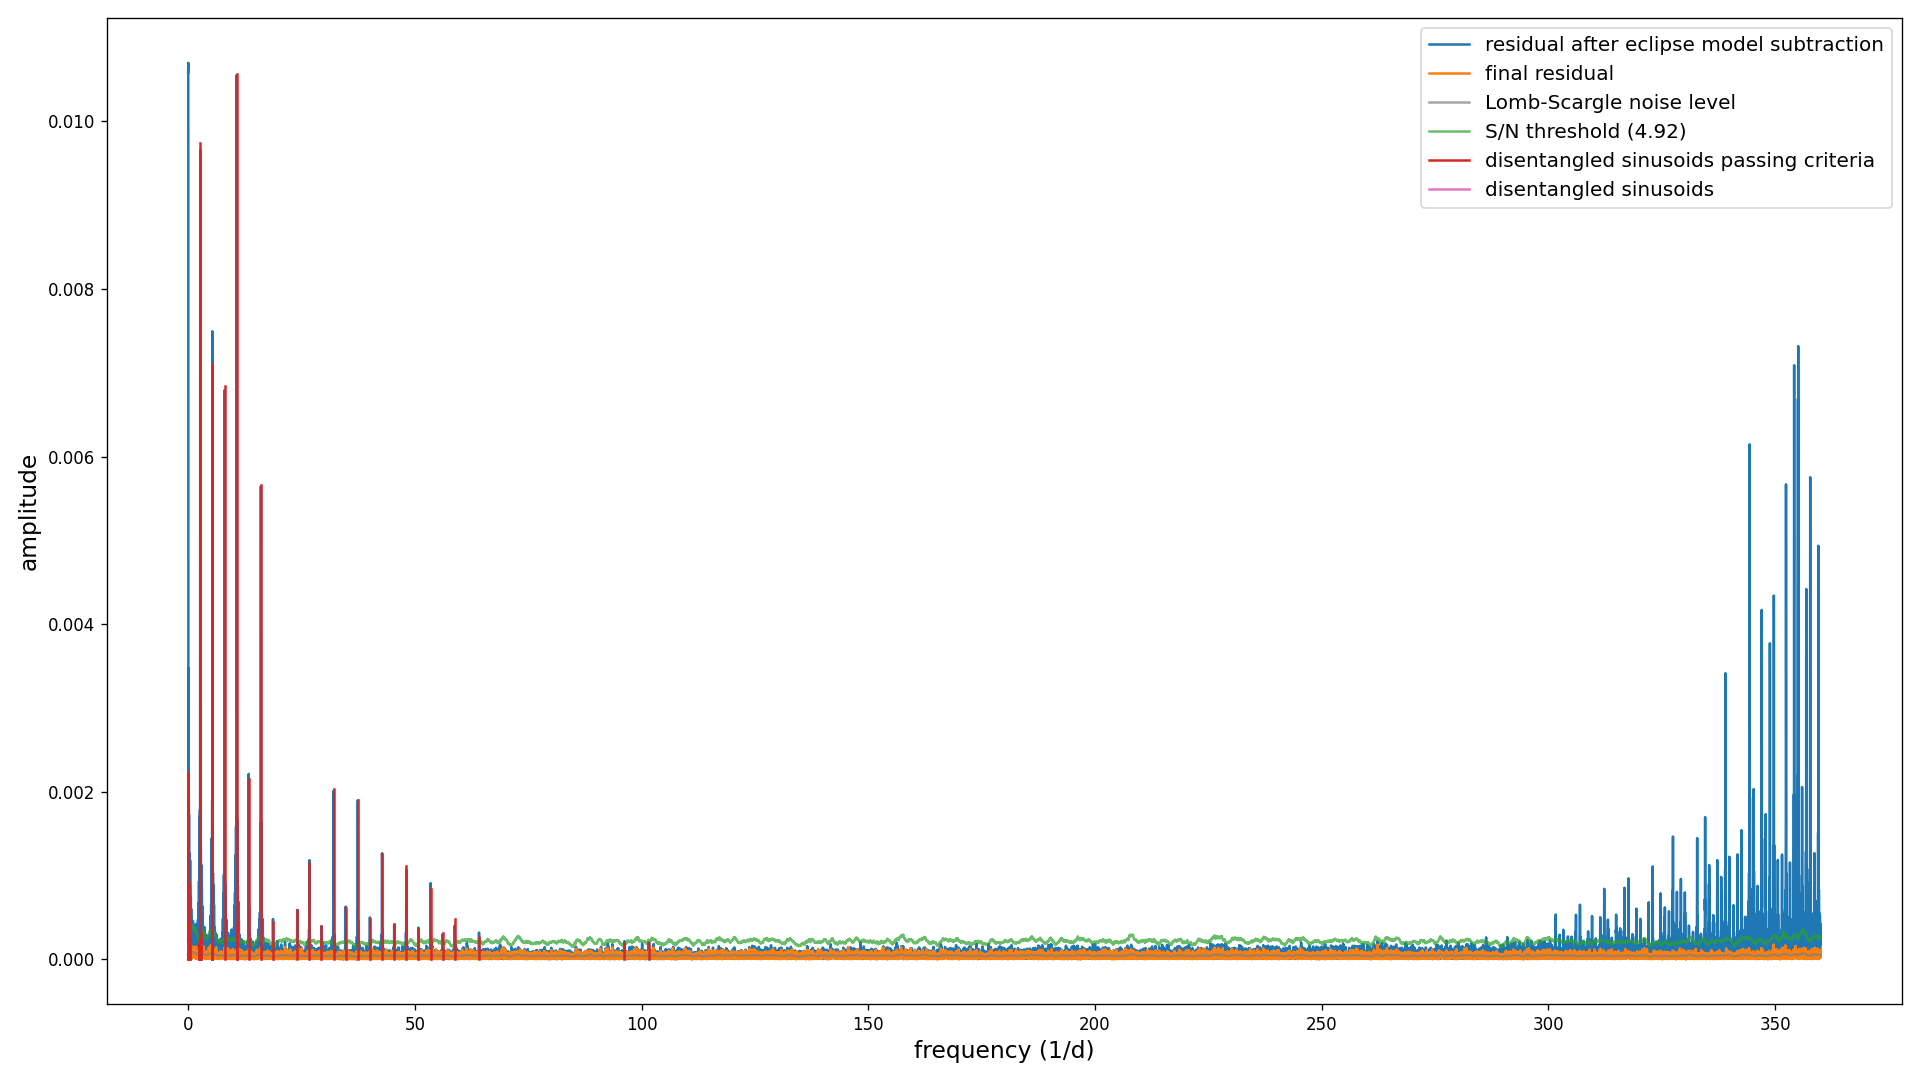 residual after eclipse model subtraction
final residual
Lomb-Scargle noise level
S/N threshold (4.92)
disentangled sinusoids passing criteria
disentangled sinusoids
0.010
0.008
0.006
0.004
0.002
0.000
amplitude
0 50 100 150 200 250 300 350
frequency (1/d)